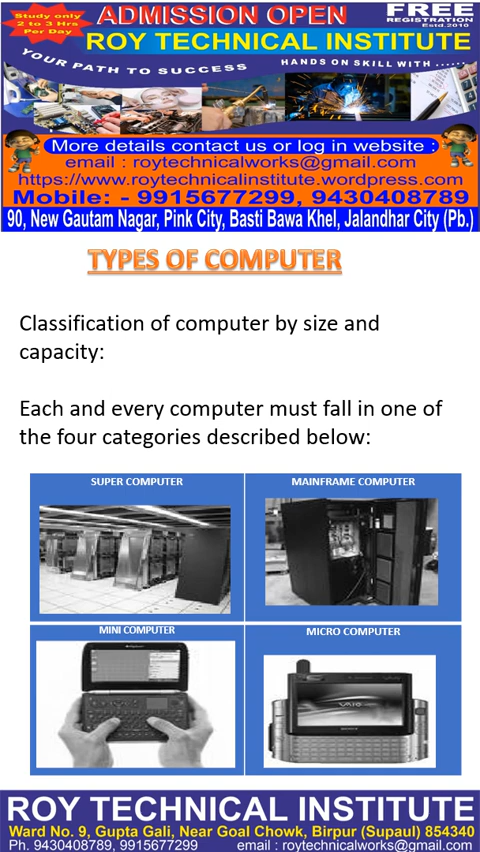 Study only
2 to 3 Hrs
Per Day
ADMISSION OPEN
FREE
REGISTRATION
Estd.2010
ROY TECHNICAL INSTITUTE
YOUR PATH TO SUCCESS
HANDS ON SKILL WITH ......
More details contact us or log in website :
email : roytechnicalworks@gmail.com
https://www.roytechnicalinstitute.wordpress.com
Mobile: - 9915677299, 9430408789
90, New Gautam Nagar, Pink City, Basti Bawa Khel, Jalandhar City (Pb.)
TYPES OF COMPUTER
Classification of computer by size and
capacity:
Each and every computer must fall in one of
the four categories described below:
SUPER COMPUTER
MAINFRAME COMPUTER
MINI COMPUTER
MICRO COMPUTER
VAIO
ROY TECHNICAL INSTITUTE
Ward No. 9, Gupta Gali, Near Goal Chowk, Birpur (Supaul) 854340
Ph. 9430408789, 9915677299
email : roytechnicalworks@gmail.com